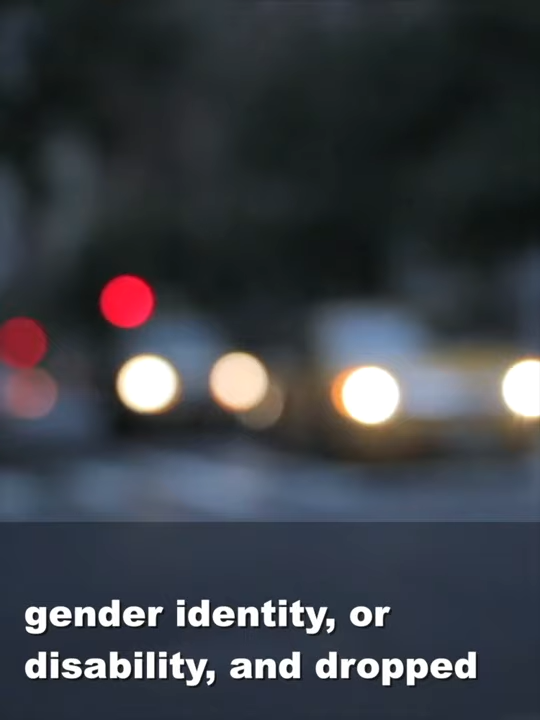 gender identity, or
disability, and dropped